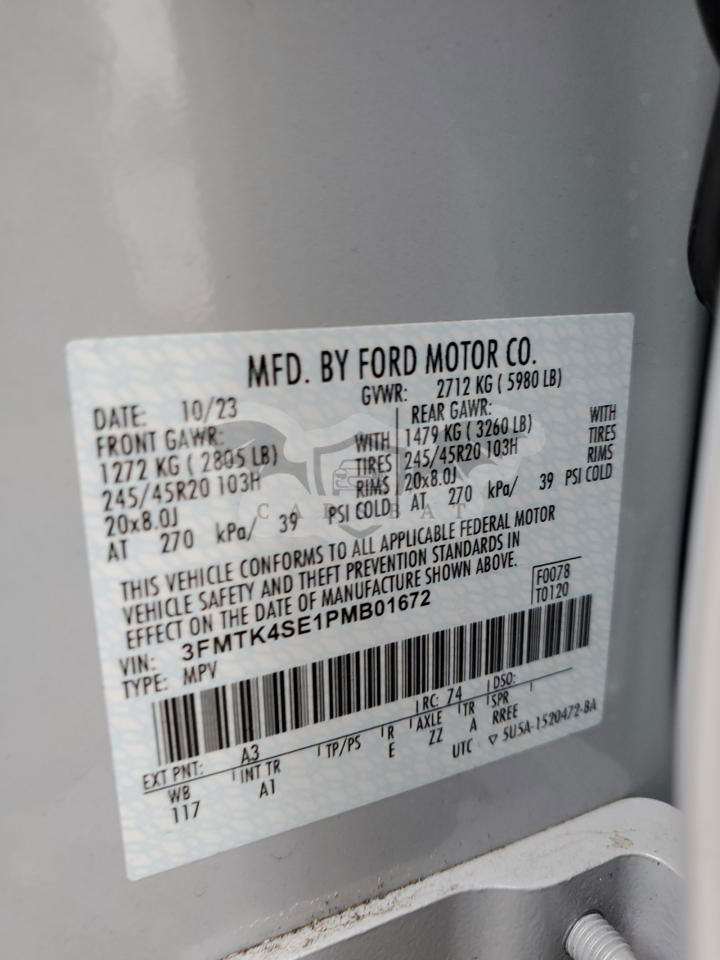 MFD. BY FORD MOTOR CO.
DATE: 10/23 GVWR: 2712 KG ( 5980 LB)
FRONT GAWR: REAR GAWR:
1272 KG ( 2805 LB) WITH 1479 KG ( 3260 LB) WITH
245/45R20 103H TIRES 245/45R20 103H TIRES
20x8.0J RIMS 20x8.0J RIMS
AT 270 kPa/ 39 PSI COLD AT 270 kPa/ 39 PSI COLD
THIS VEHICLE CONFORMS TO ALL APPLICABLE FEDERAL MOTOR
VEHICLE SAFETY AND THEFT PREVENTION STANDARDS IN
EFFECT ON THE DATE OF MANUFACTURE SHOWN ABOVE.
F0078
T0120
VIN: 3FMTK4SE1PMB01672
TYPE: MPV
EXT PNT: A3 RC: 74 DSO:
WB INT TR TP/PS R AXLE TR SPR
117 A1 E ZZ A RREE
UTC ▽ 5U5A-1520472-BA